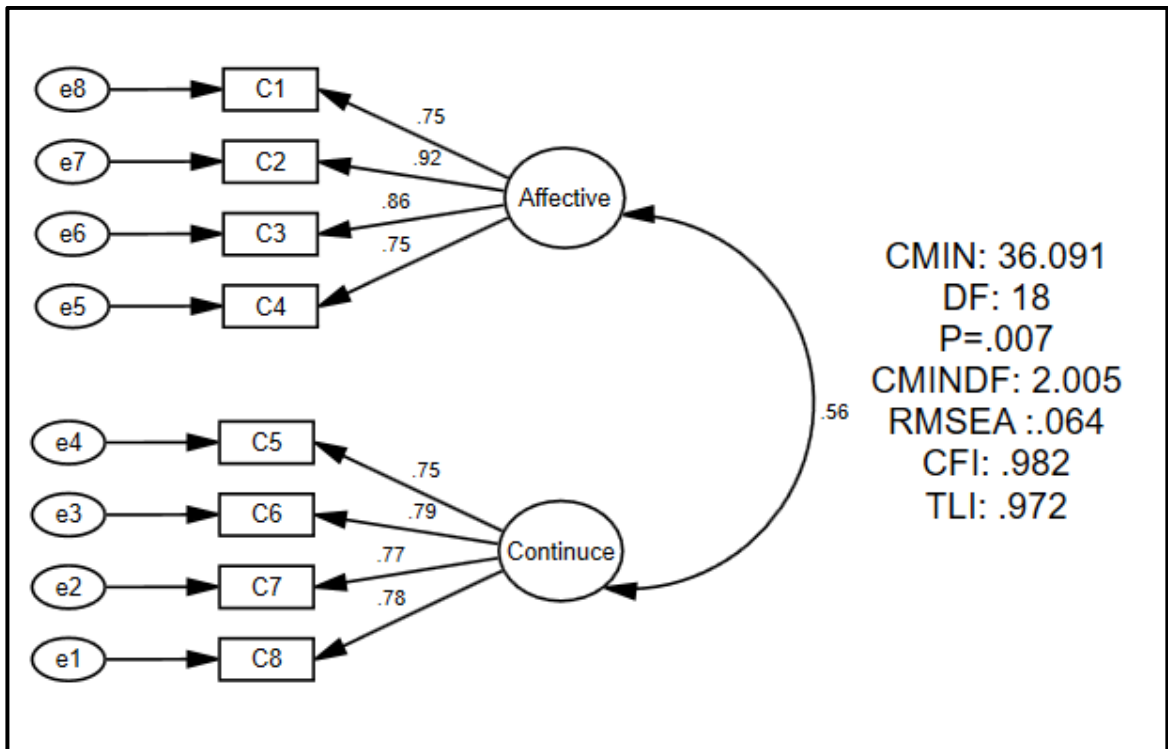 e8
C1
.75
e7
C2
.92
Affective
e6
C3
.86
e5
C4
.75
CMIN: 36.091
DF: 18
P=.007
CMINDF: 2.005
RMSEA :.064
CFI: .982
TLI: .972
.56
e4
C5
.75
e3
C6
.79
Continuce
e2
C7
.77
e1
C8
.78